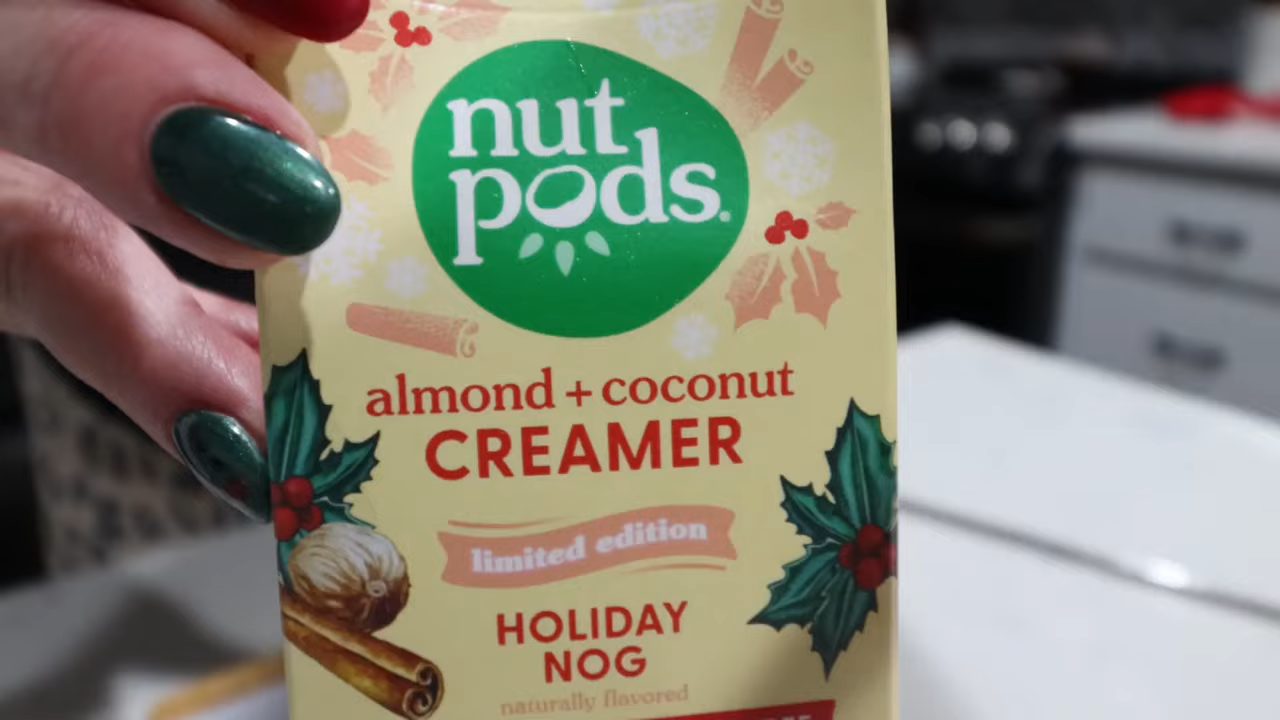 nut
pods.
almond + coconut
CREAMER
limited edition
HOLIDAY
NOG
naturally flavored